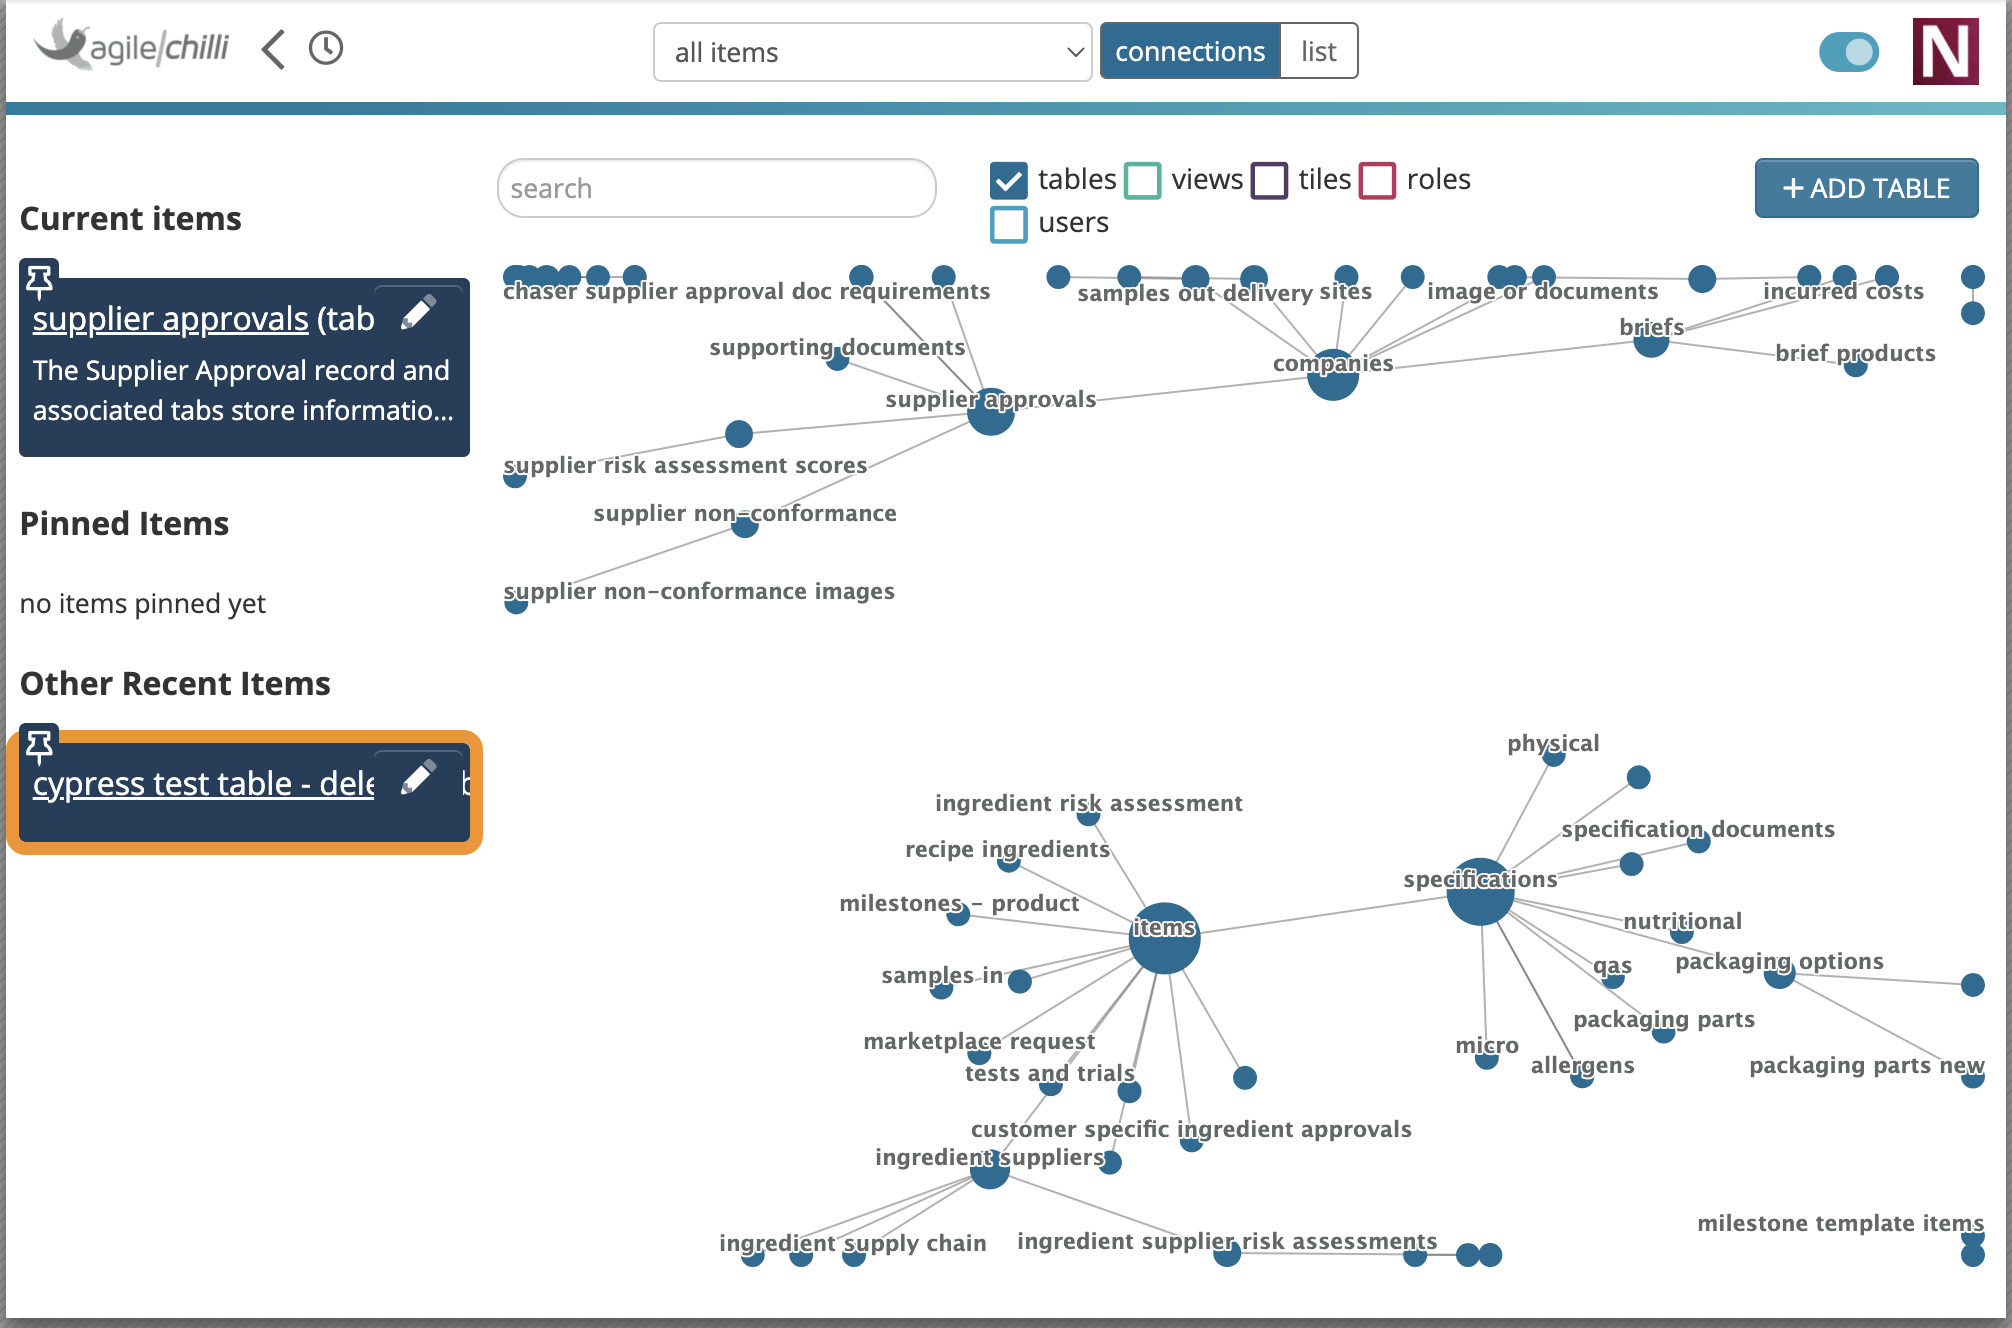 agile/chilli
all items
connections
list
N
search
tables
views
tiles
roles
users
+ ADD TABLE
Current items
supplier approvals (tab
The Supplier Approval record and
associated tabs store informatio...
Pinned Items
no items pinned yet
Other Recent Items
cypress test table - dele
chaser supplier approval doc requirements
samples out delivery sites
image or documents
incurred costs
briefs
brief products
supporting documents
companies
supplier approvals
supplier risk assessment scores
supplier non-conformance
supplier non-conformance images
physical
ingredient risk assessment
specification documents
recipe ingredients
specifications
milestones - product
items
nutritional
samples in
qas
packaging options
packaging parts
marketplace request
micro
tests and trials
allergens
packaging parts new
customer specific ingredient approvals
ingredient suppliers
milestone template items
ingredient supply chain
ingredient supplier risk assessments